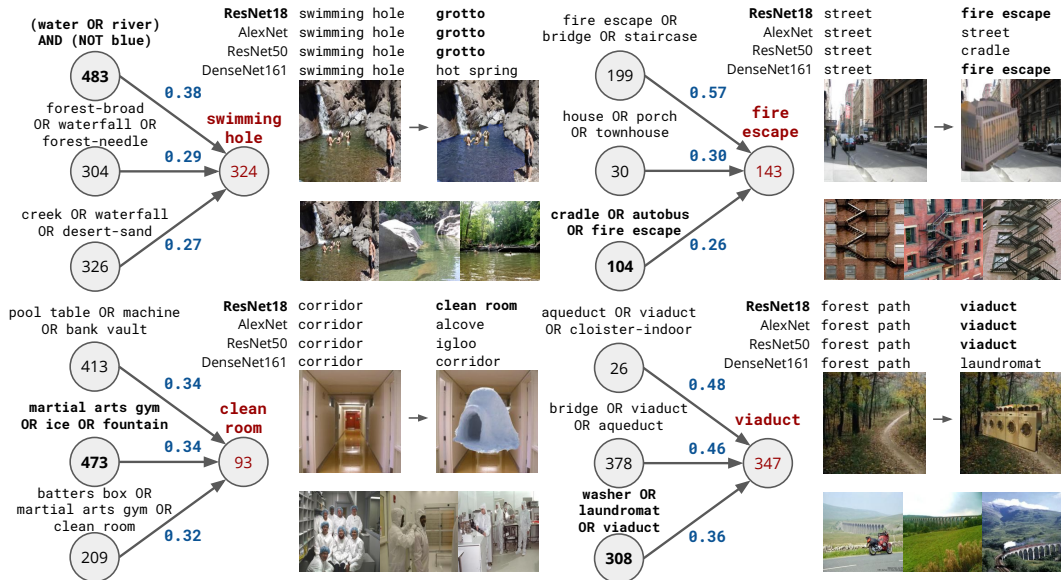 (water OR river)
AND (NOT blue)
483
0.38
forest-broad
OR waterfall OR
forest-needle
304
0.29
creek OR waterfall
OR desert-sand
326
0.27
swimming
hole
324
ResNet18 swimming hole grotto
AlexNet swimming hole grotto
ResNet50 swimming hole grotto
DenseNet161 swimming hole hot spring
fire escape OR
bridge OR staircase
199
0.57
house OR porch
OR townhouse
30
0.30
cradle OR autobus
OR fire escape
104
0.26
fire
escape
143
ResNet18 street fire escape
AlexNet street street
ResNet50 street cradle
DenseNet161 street fire escape
pool table OR machine
OR bank vault
413
0.34
martial arts gym
OR ice OR fountain
473
0.34
batters box OR
martial arts gym OR
clean room
209
0.32
clean
room
93
ResNet18 corridor clean room
AlexNet corridor alcove
ResNet50 corridor igloo
DenseNet161 corridor corridor
aqueduct OR viaduct
OR cloister-indoor
26
0.48
bridge OR viaduct
OR aqueduct
378
0.46
washer OR
laundromat
OR viaduct
308
0.36
viaduct
347
ResNet18 forest path viaduct
AlexNet forest path viaduct
ResNet50 forest path viaduct
DenseNet161 forest path laundromat